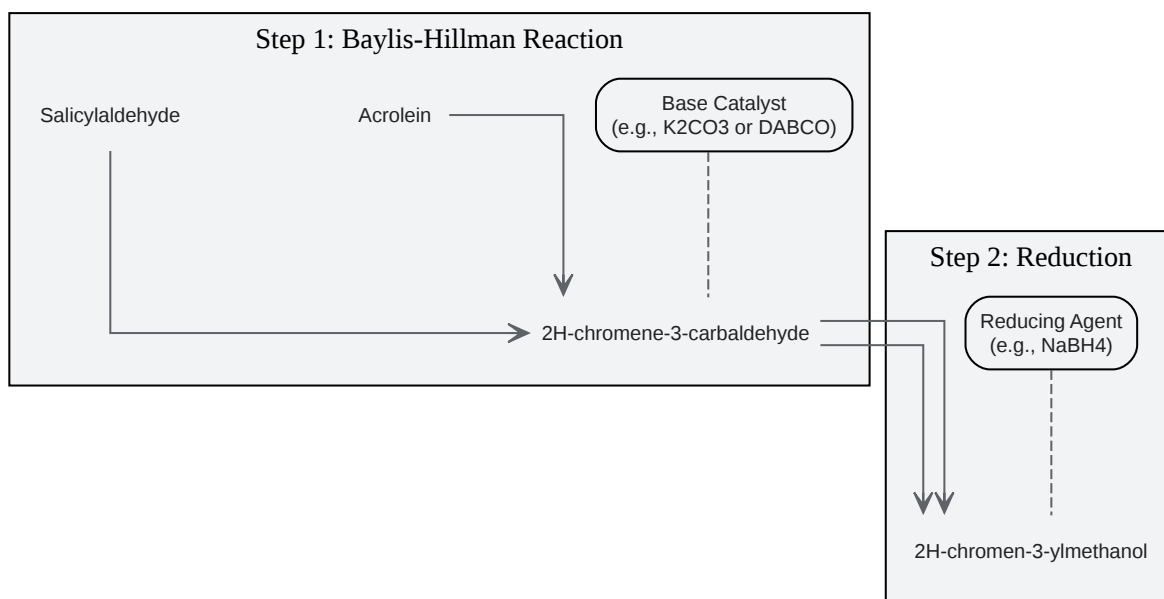 Step 1: Baylis-Hillman Reaction
Salicylaldehyde
Acrolein
Base Catalyst
(e.g., K2CO3 or DABCO)
2H-chromene-3-carbaldehyde
Step 2: Reduction
Reducing Agent
(e.g., NaBH4)
2H-chromen-3-ylmethanol